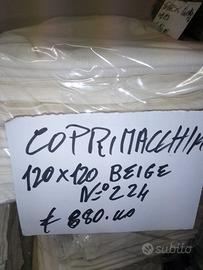 COPRIMACCHIA
120x120 BEIGE
N°224
€ 880.00
subito